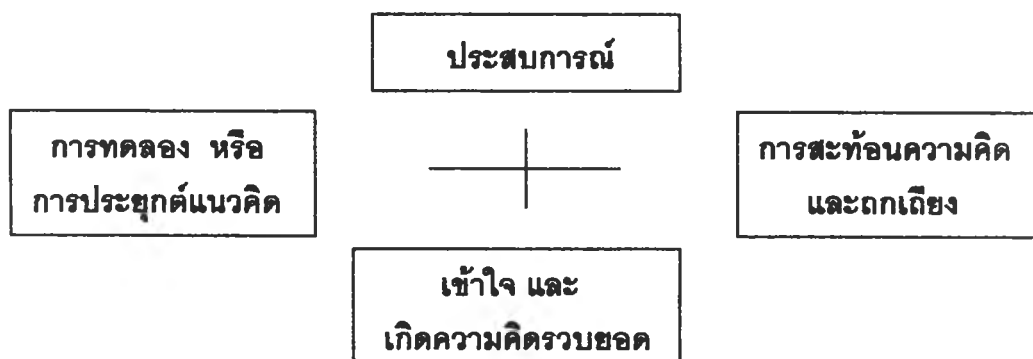 ประสบการณ์
การทดลอง หรือ
การประยุกต์แนวคิด
การสะท้อนความคิด
และถกเถียง
เข้าใจ และ
เกิดความคิดรวบยอด